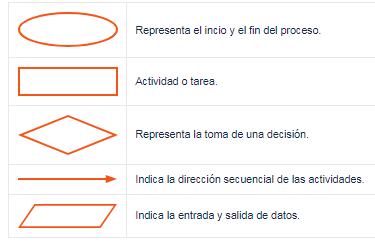 Representa el incio y el fin del proceso.
Actividad o tarea.
Representa la toma de una decisión.
Indica la dirección secuencial de las actividades.
Indica la entrada y salida de datos.